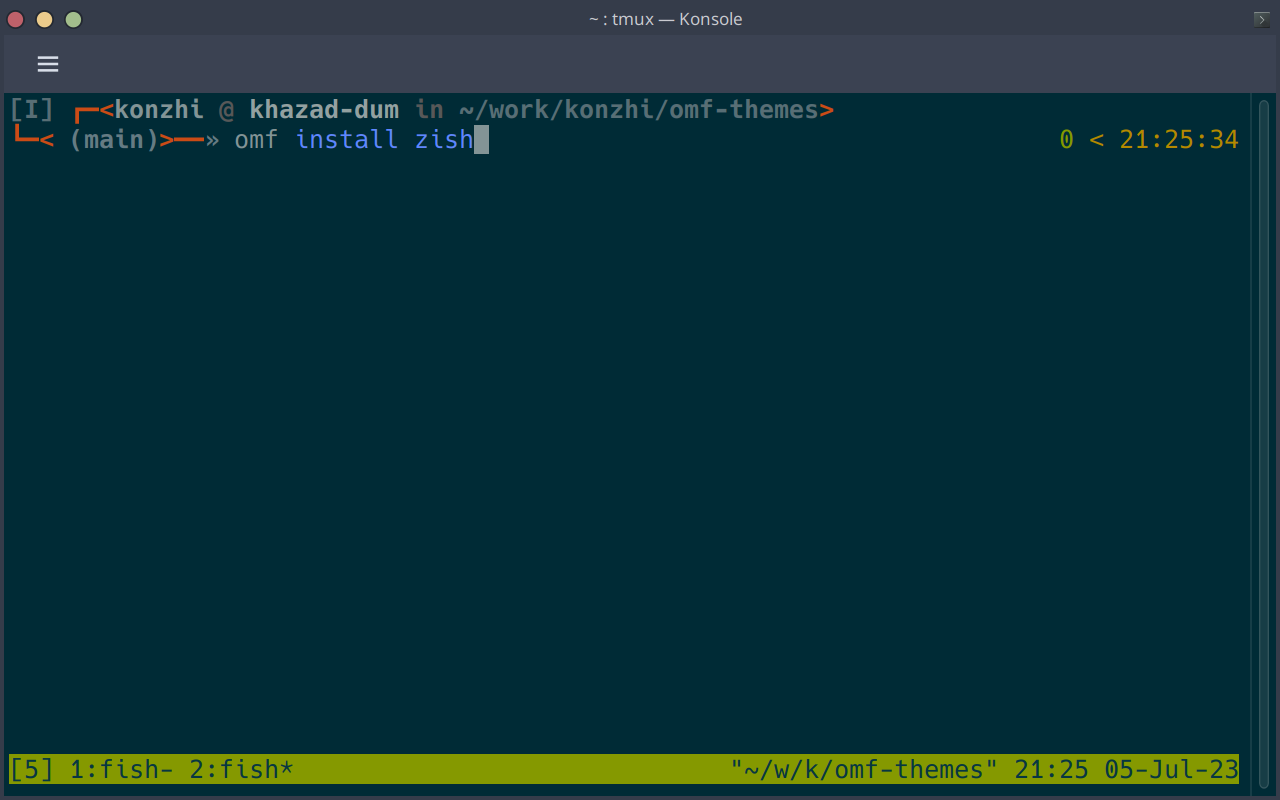 ~ : tmux — Konsole
[I] ┏━<konzhi @ khazad-dum in ~/work/konzhi/omf-themes>
┗━< (main)>━━» omf install zish 0 < 21:25:34
[5] 1:fish- 2:fish* "~/w/k/omf-themes" 21:25 05-Jul-23